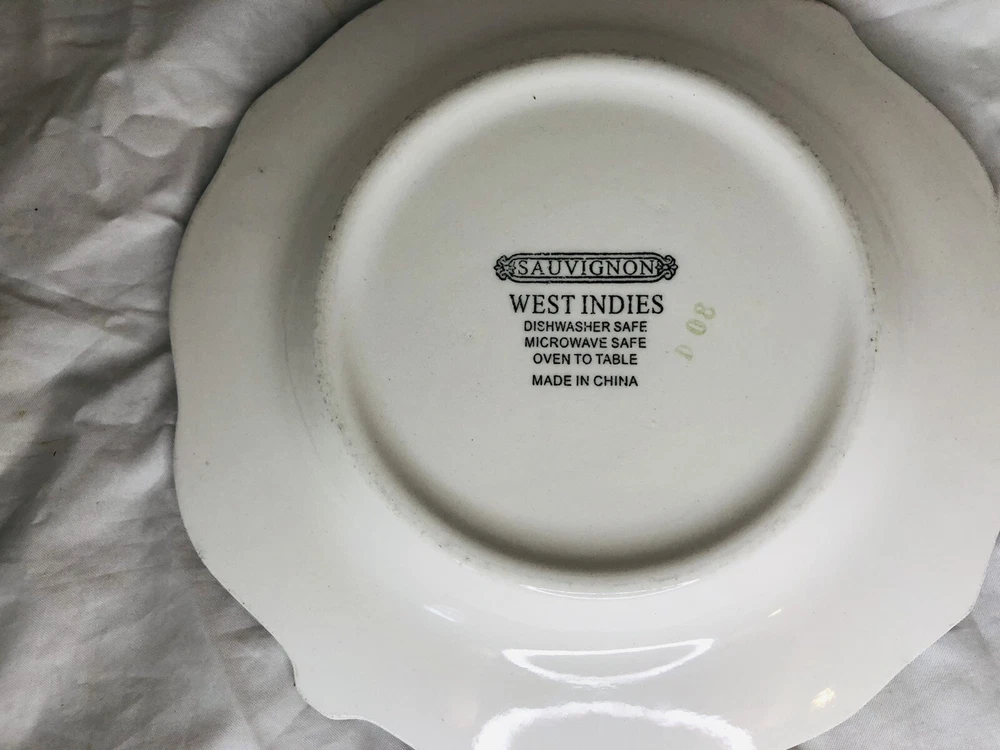 SAUVIGNON
WEST INDIES
DISHWASHER SAFE
MICROWAVE SAFE
OVEN TO TABLE
MADE IN CHINA